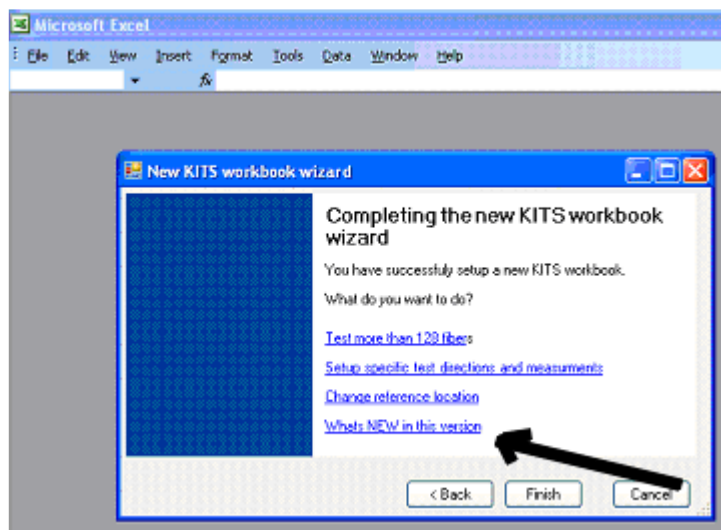 Microsoft Excel
File Edit View Insert Format Tools Data Window Help
fx
New KITS workbook wizard
Completing the new KITS workbook
wizard
You have successfuly setup a new KITS workbook.
What do you want to do?
Test more than 128 fibers
Setup specific test directions and measurments
Change reference location
Whats NEW in this version
< Back Finish Cancel